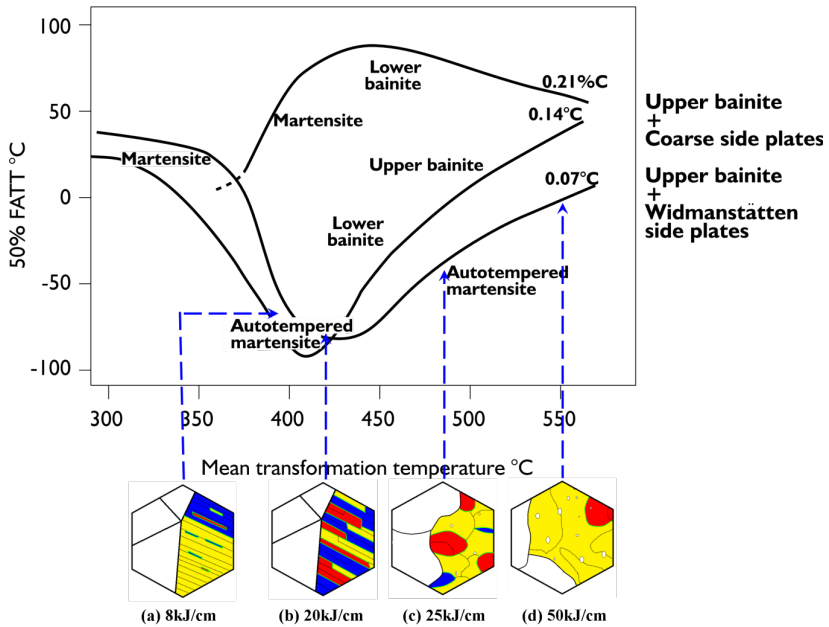 100
50
0
-50
-100
50% FATT °C
Lower
bainite
Martensite
Martensite
Upper bainite
Lower
bainite
Autotempered
martensite
Autotempered
martensite
0.21%C
0.14°C
0.07°C
Upper bainite
+
Coarse side plates
Upper bainite
+
Widmanstätten
side plates
300
350
400
450
500
550
Mean transformation temperature °C
(a) 8kJ/cm
(b) 20kJ/cm
(c) 25kJ/cm
(d) 50kJ/cm